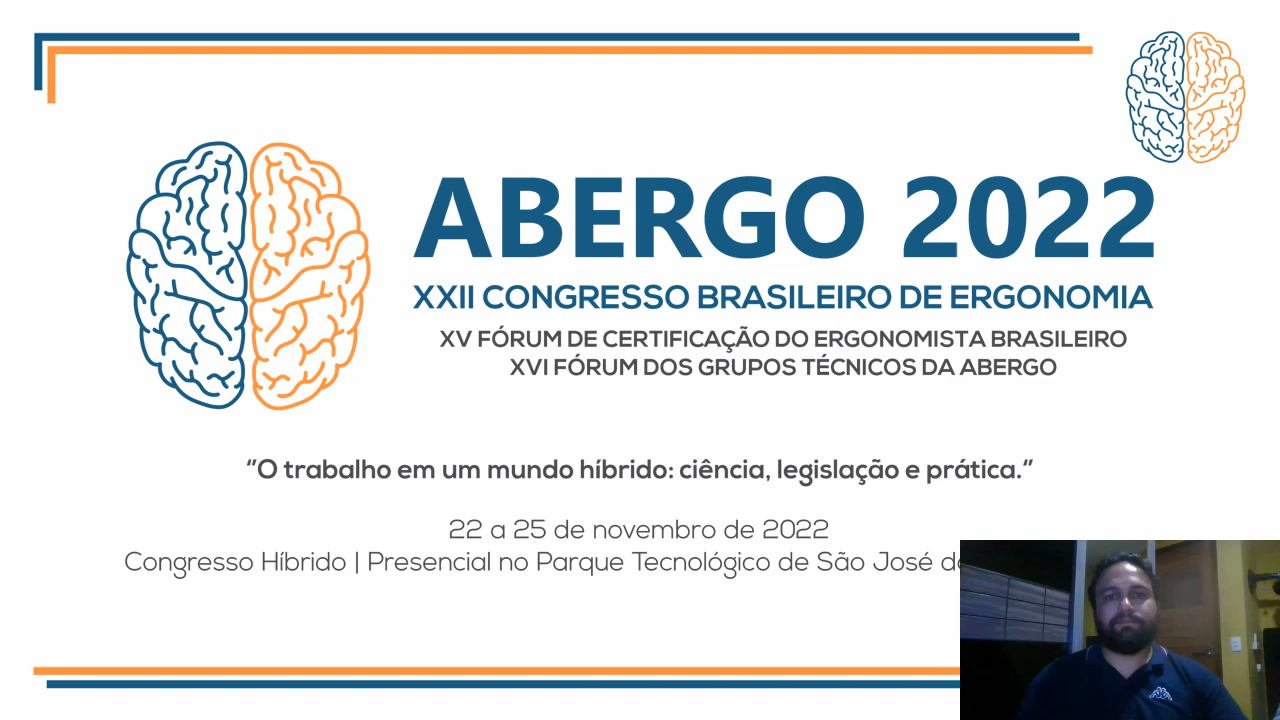 ABERGO 2022
XXII CONGRESSO BRASILEIRO DE ERGONOMIA
XV FÓRUM DE CERTIFICAÇÃO DO ERGONOMISTA BRASILEIRO
XVI FÓRUM DOS GRUPOS TÉCNICOS DA ABERGO
“O trabalho em um mundo híbrido: ciência, legislação e prática.”
22 a 25 de novembro de 2022
Congresso Híbrido | Presencial no Parque Tecnológico de São José